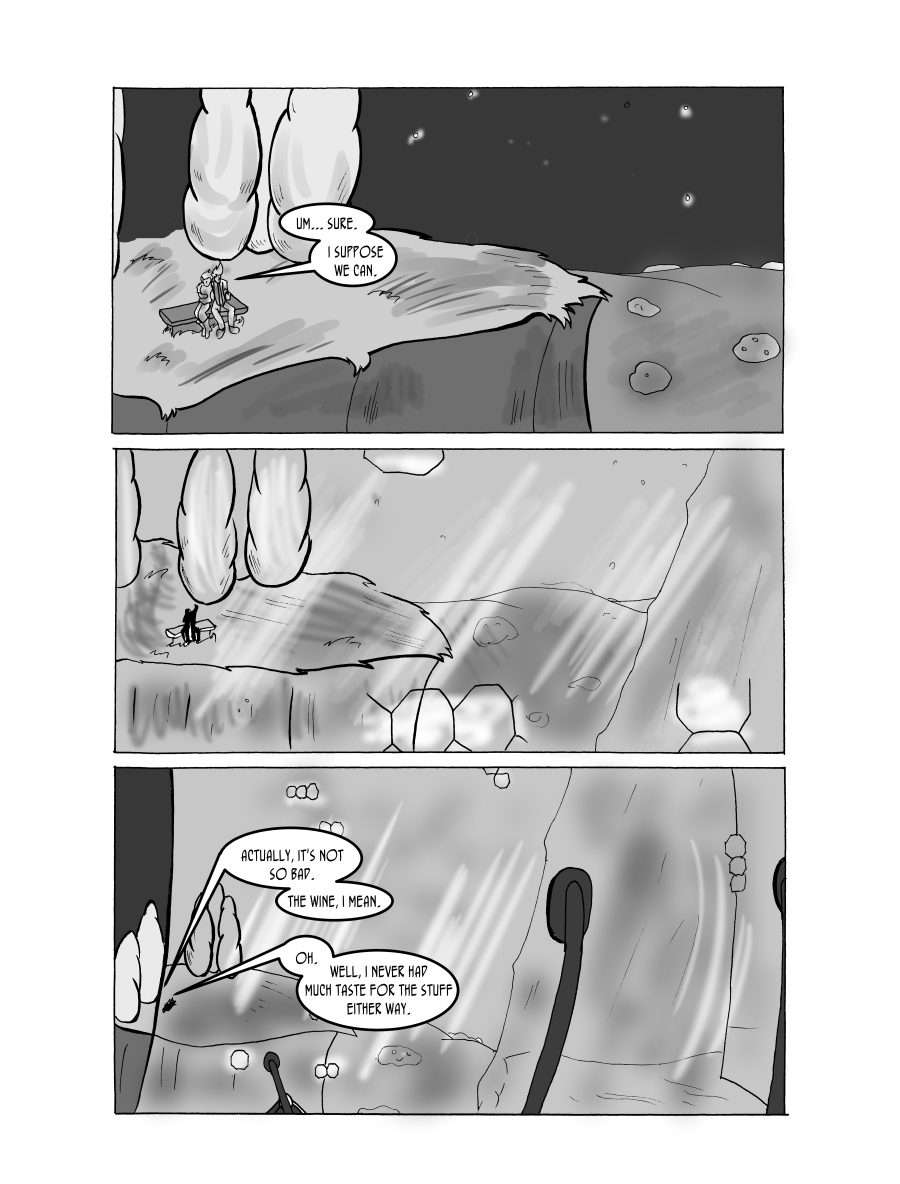 UM... SURE.
I SUPPOSE
WE CAN.
ACTUALLY, IT'S NOT
SO BAD.
THE WINE, I MEAN.
OH.
WELL, I NEVER HAD
MUCH TASTE FOR THE STUFF
EITHER WAY.